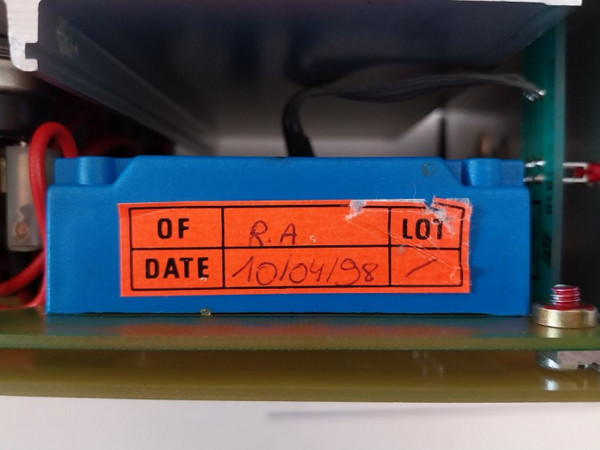 OF R.A. LOT
DATE 10/04/98 /